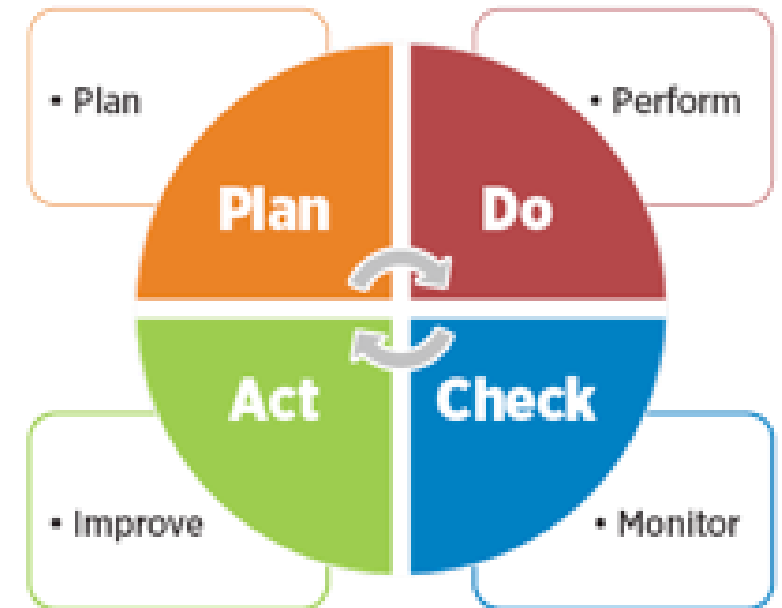 • Plan
• Perform
Plan
Do
Act
Check
• Improve
• Monitor